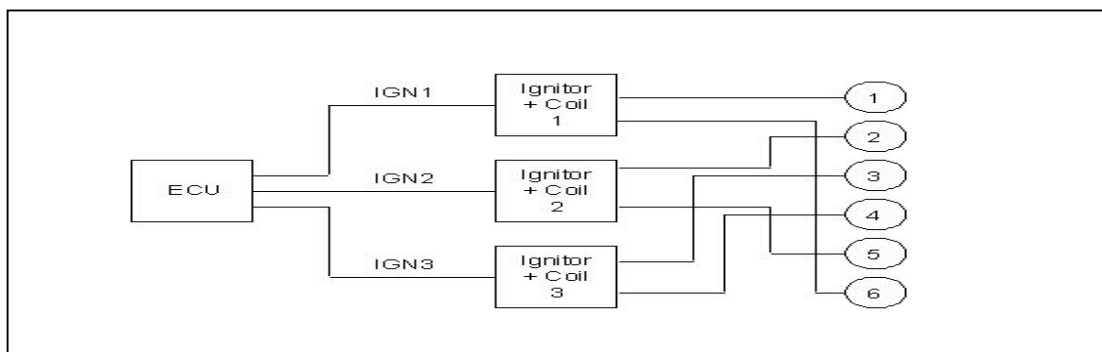 IGN1
Ignitor
+ Coil
1
1
2
ECU
IGN2
Ignitor
+ Coil
2
3
4
IGN3
Ignitor
+ Coil
3
5
6